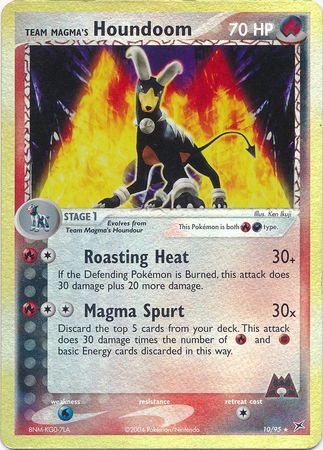 TEAM MAGMA'S Houndoom 70 HP
Illus. Ken Ikuji
STAGE 1
Evolves from
Team Magma's Houndour
This Pokémon is both type.
Roasting Heat 30+
If the Defending Pokémon is Burned, this attack does
30 damage plus 20 more damage.
Magma Spurt 30x
Discard the top 5 cards from your deck. This attack
does 30 damage times the number of and
basic Energy cards discarded in this way.
weakness resistance retreat cost
8NM-KG0-7LA ©2004 Pokémon/Nintendo 10/95 ★